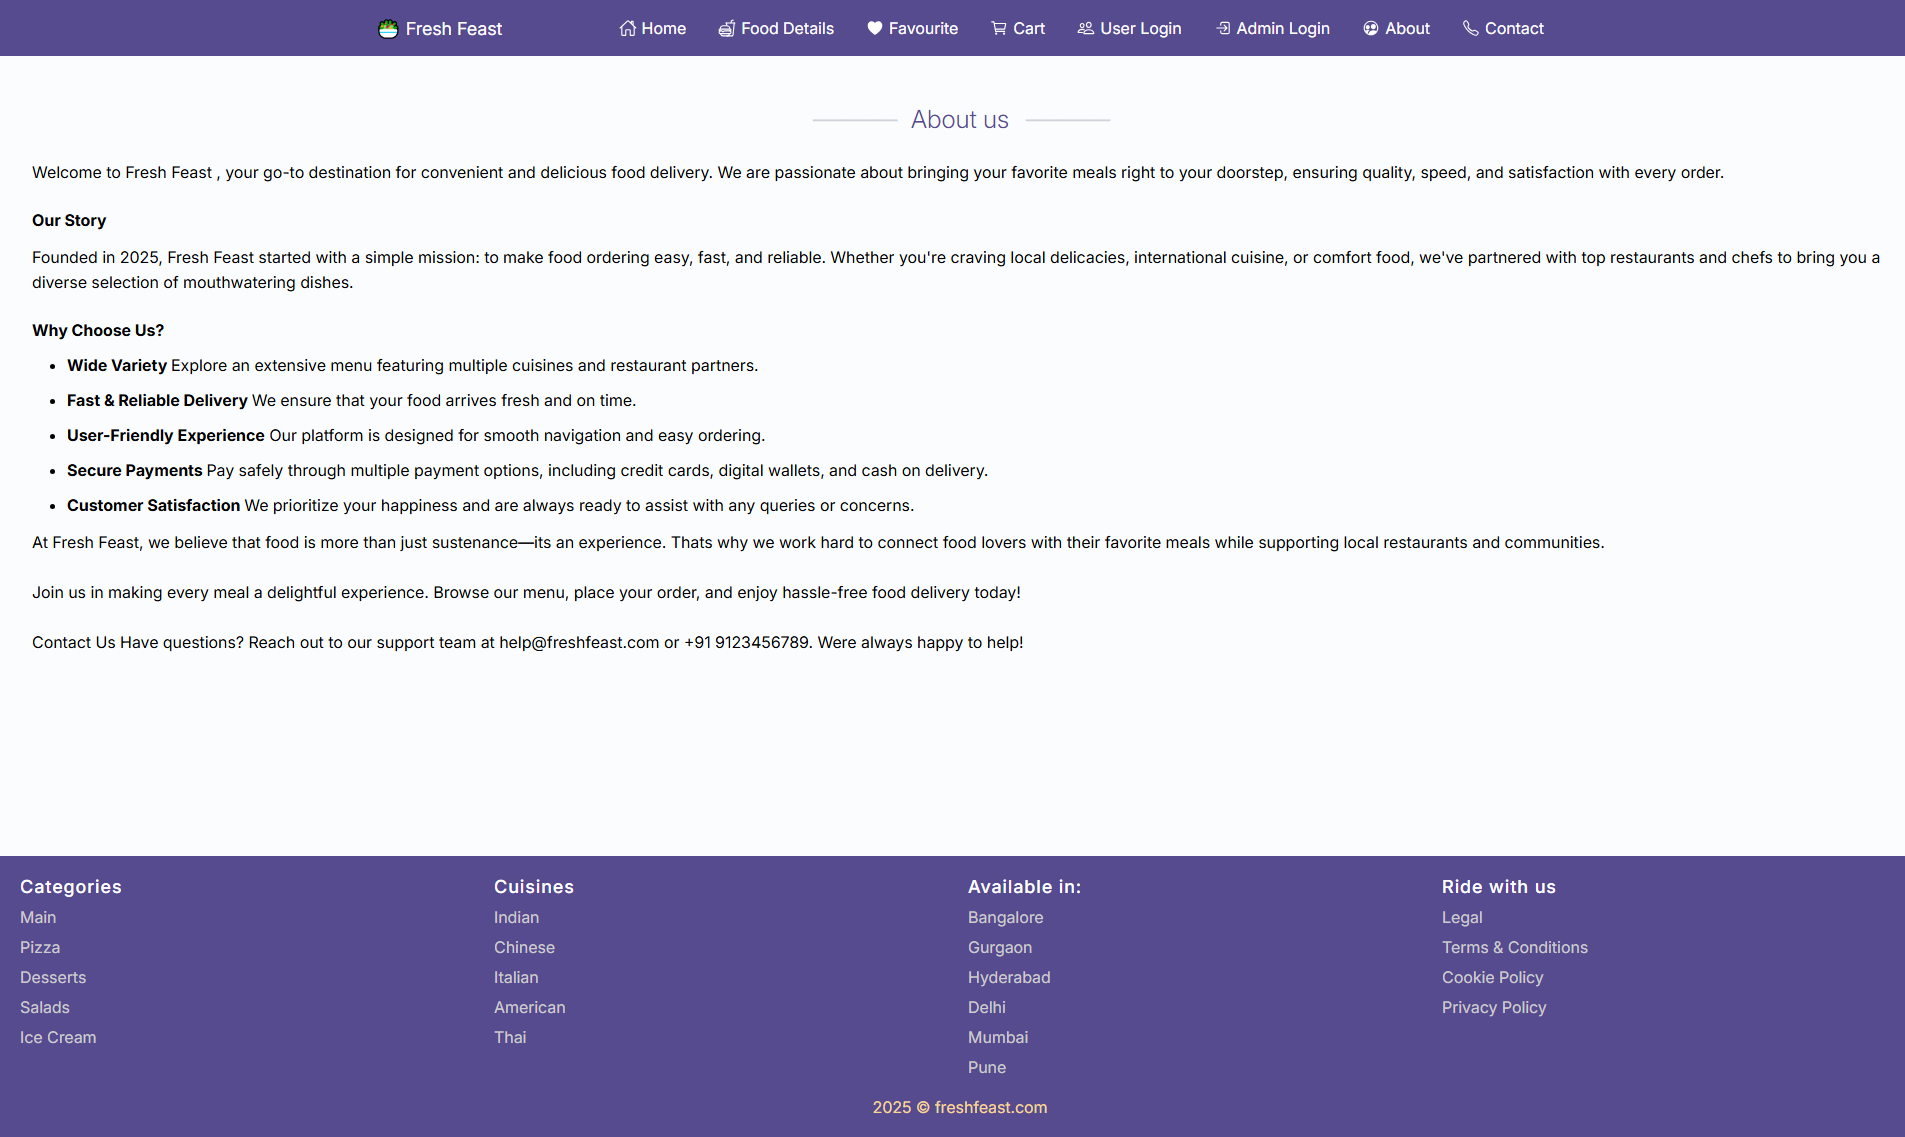 Fresh Feast Home Food Details Favourite Cart User Login Admin Login About Contact
About us
Welcome to Fresh Feast , your go-to destination for convenient and delicious food delivery. We are passionate about bringing your favorite meals right to your doorstep, ensuring quality, speed, and satisfaction with every order.
Our Story
Founded in 2025, Fresh Feast started with a simple mission: to make food ordering easy, fast, and reliable. Whether you're craving local delicacies, international cuisine, or comfort food, we've partnered with top restaurants and chefs to bring you a
diverse selection of mouthwatering dishes.
Why Choose Us?
• Wide Variety Explore an extensive menu featuring multiple cuisines and restaurant partners.
• Fast & Reliable Delivery We ensure that your food arrives fresh and on time.
• User-Friendly Experience Our platform is designed for smooth navigation and easy ordering.
• Secure Payments Pay safely through multiple payment options, including credit cards, digital wallets, and cash on delivery.
• Customer Satisfaction We prioritize your happiness and are always ready to assist with any queries or concerns.
At Fresh Feast, we believe that food is more than just sustenance—its an experience. Thats why we work hard to connect food lovers with their favorite meals while supporting local restaurants and communities.
Join us in making every meal a delightful experience. Browse our menu, place your order, and enjoy hassle-free food delivery today!
Contact Us Have questions? Reach out to our support team at help@freshfeast.com or +91 9123456789. Were always happy to help!
Categories
Main
Pizza
Desserts
Salads
Ice Cream
Cuisines
Indian
Chinese
Italian
American
Thai
Available in:
Bangalore
Gurgaon
Hyderabad
Delhi
Mumbai
Pune
Ride with us
Legal
Terms & Conditions
Cookie Policy
Privacy Policy
2025 © freshfeast.com